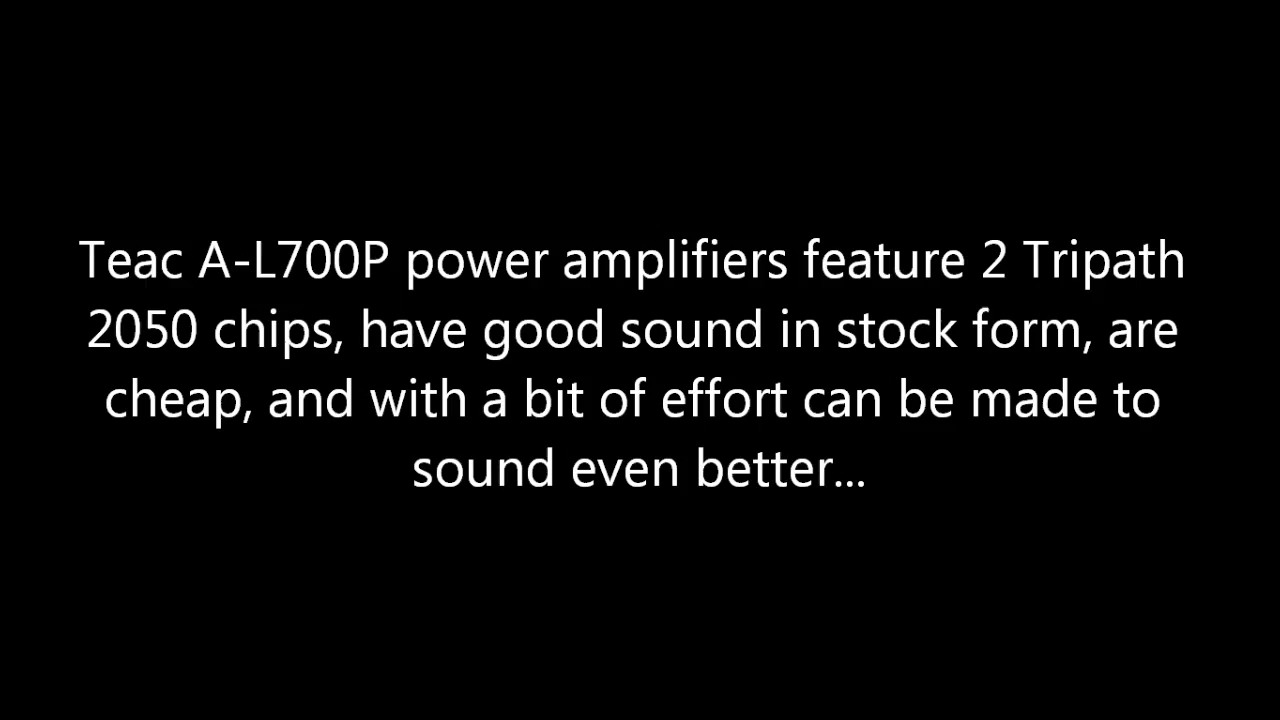 Teac A-L700P power amplifiers feature 2 Tripath
2050 chips, have good sound in stock form, are
cheap, and with a bit of effort can be made to
sound even better...